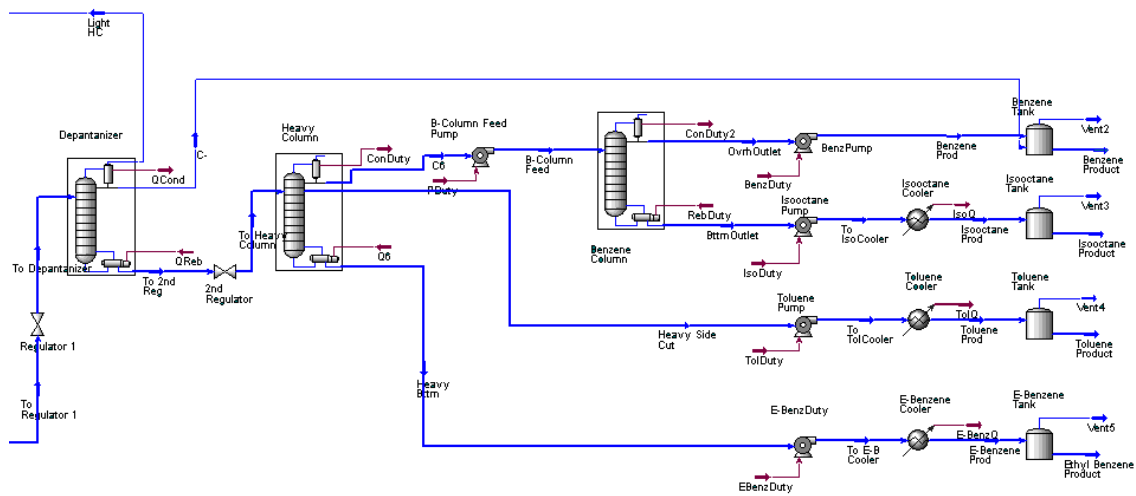 Light
HC
Depantanizer
C-
QCond
QReb
To Depantanizer
To 2nd
Reg
2nd
Regulator
Regulator 1
To
Regulator 1
Heavy
Column
To Heavy
Column
ConDuty
Q6
C6
B-Column Feed
Pump
PDuty
B-Column
Feed
ConDuty2
OvrhOutlet
RebDuty
BttmOutlet
Benzene
Column
BenzPump
BenzDuty
Benzene
Prod
Benzene
Tank
Vent2
Benzene
Product
Isooctane
Pump
IsoDuty
To
IsoCooler
Isooctane
Cooler
IsoQ
Isooctane
Prod
Isooctane
Tank
Vent3
Isooctane
Product
Heavy Side
Cut
Toluene
Pump
TolDuty
To
TolCooler
Toluene
Cooler
TolQ
Toluene
Prod
Toluene
Tank
Vent4
Toluene
Product
Heavy
Bttm
E-BenzDuty
EBenzDuty
To E-B
Cooler
E-Benzene
Cooler
E-BenzQ
E-Benzene
Prod
E-Benzene
Tank
Vent5
Ethyl Benzene
Product